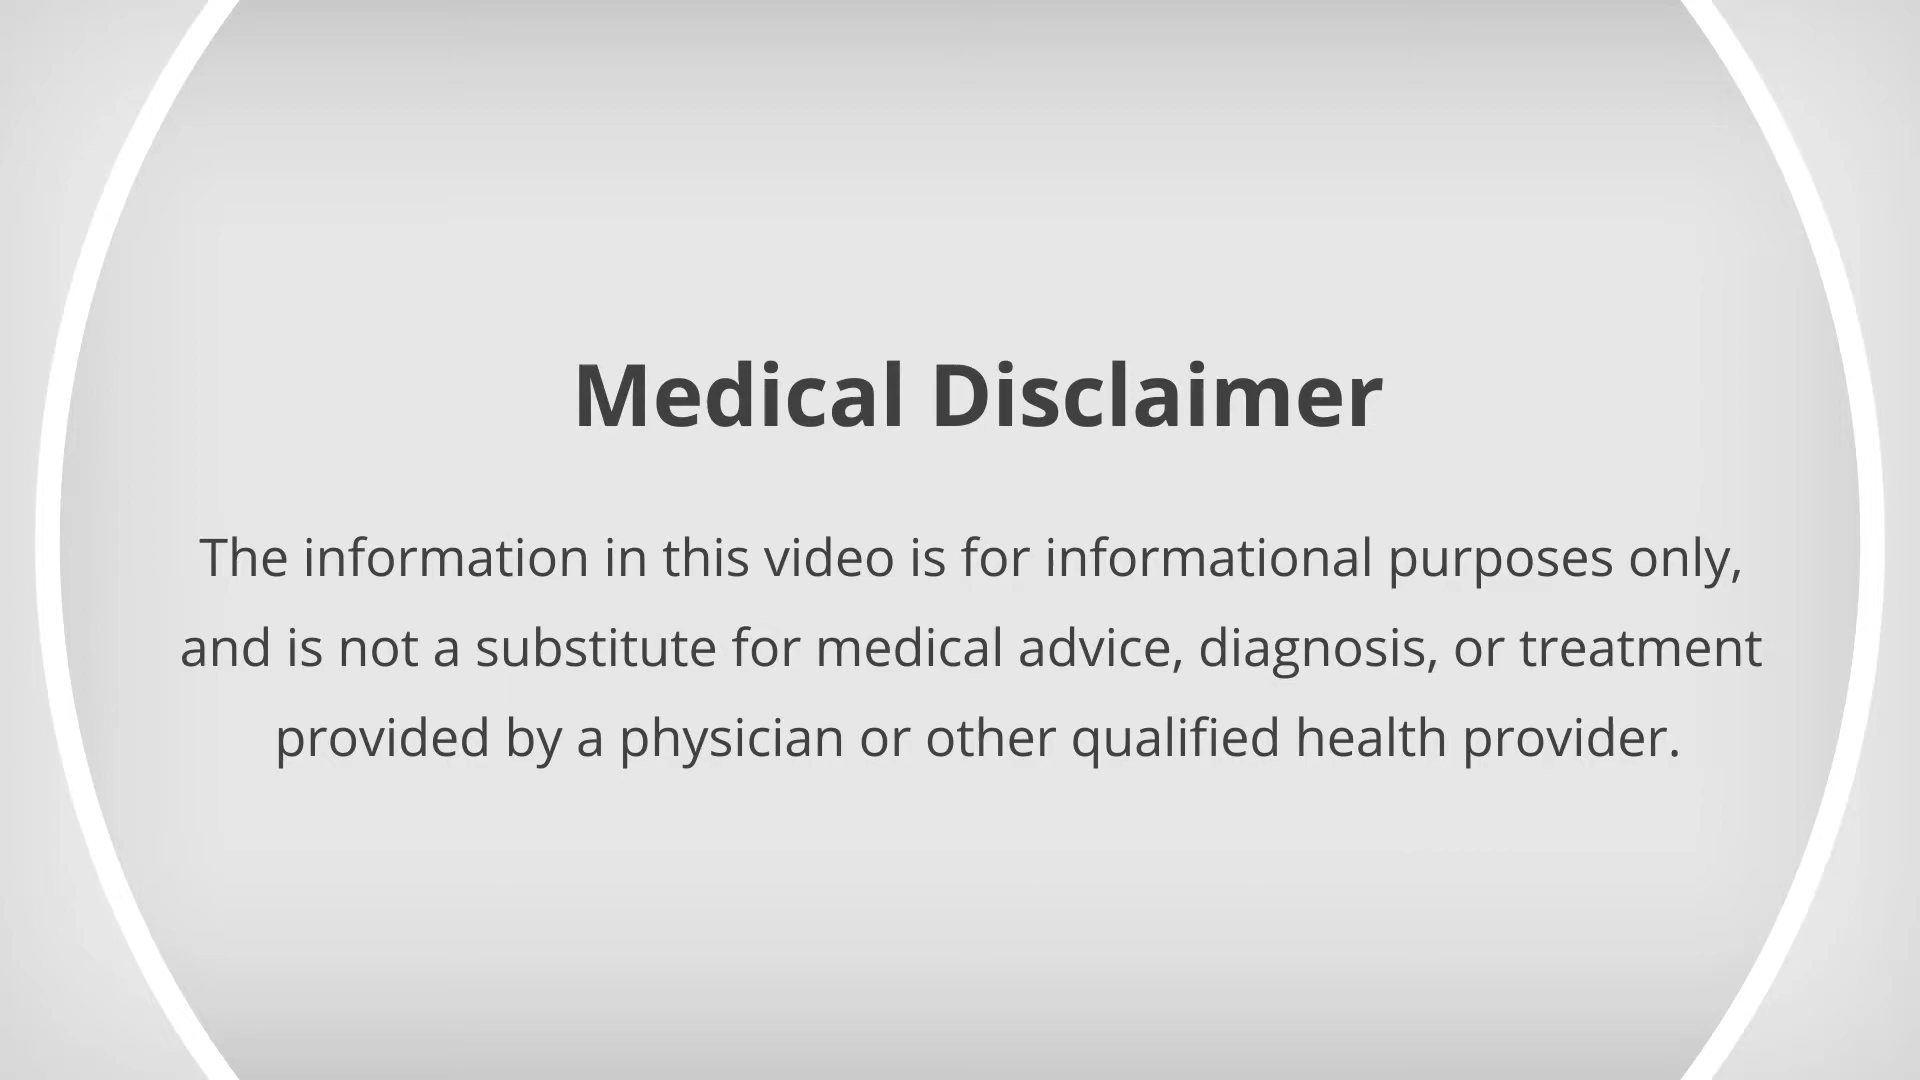 Medical Disclaimer
The information in this video is for informational purposes only,
and is not a substitute for medical advice, diagnosis, or treatment
provided by a physician or other qualified health provider.